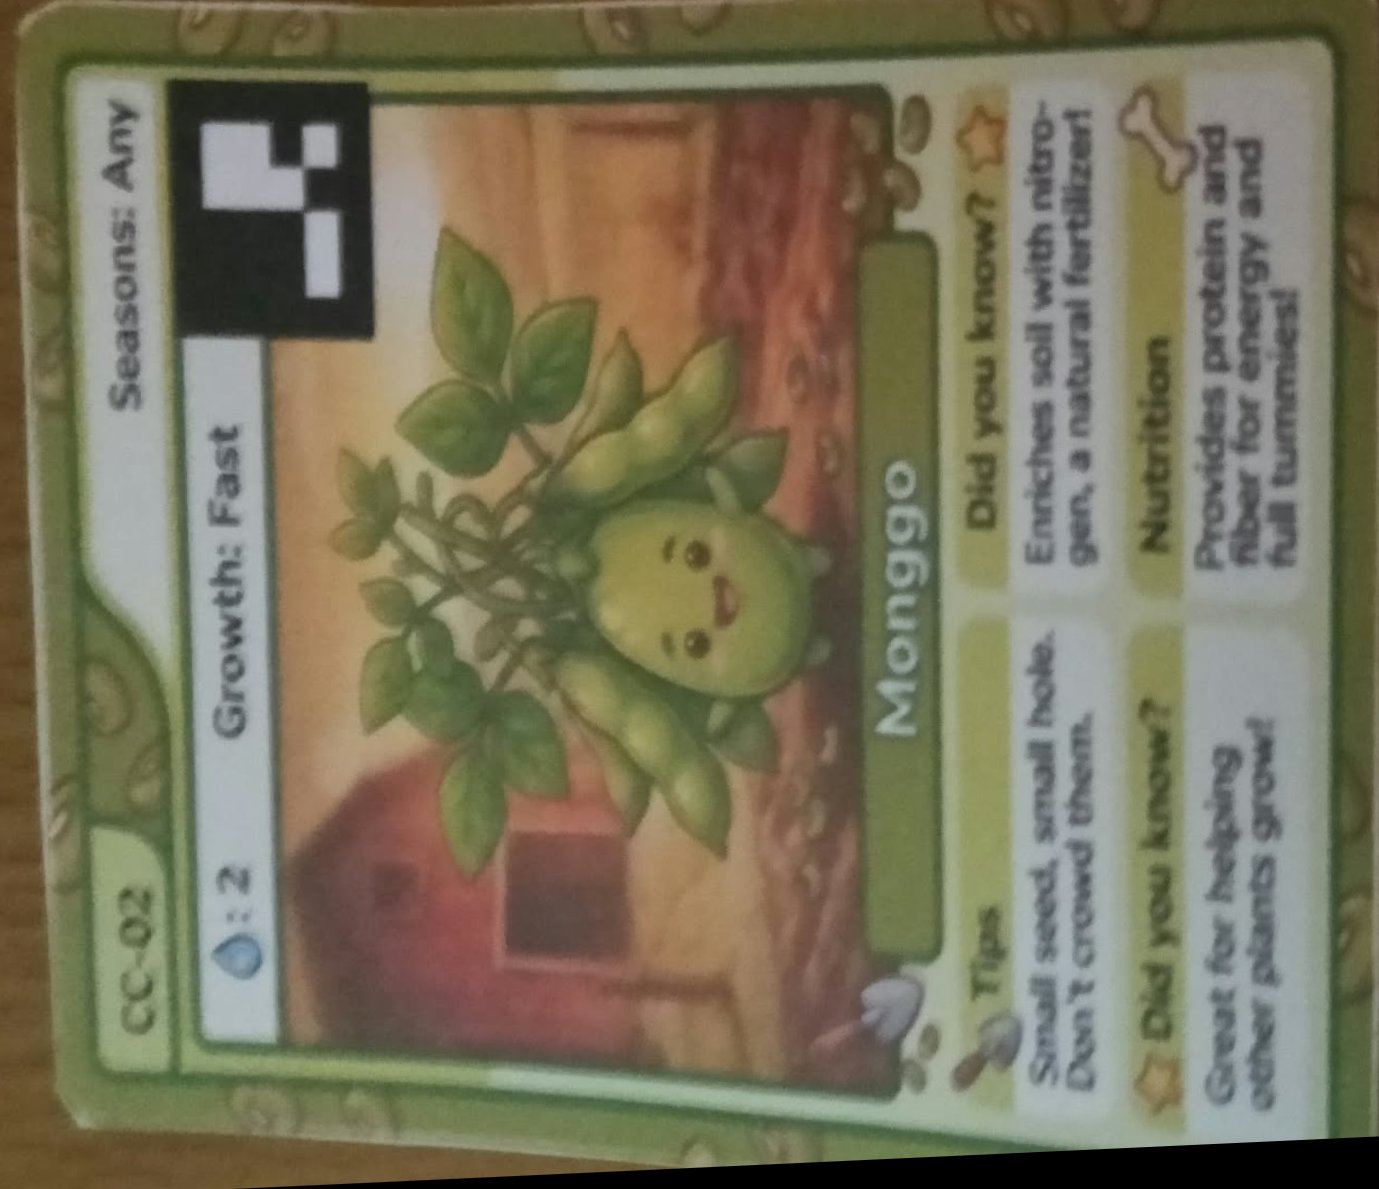 CC-02
Seasons: Any
: 2
Growth: Fast
Monggo
Tips
Small seed, small hole.
Don't crowd them.
Did you know?
Enriches soil with nitro-
gen, a natural fertilizer!
Did you know?
Great for helping
other plants grow!
Nutrition
Provides protein and
fiber for energy and
full tummies!